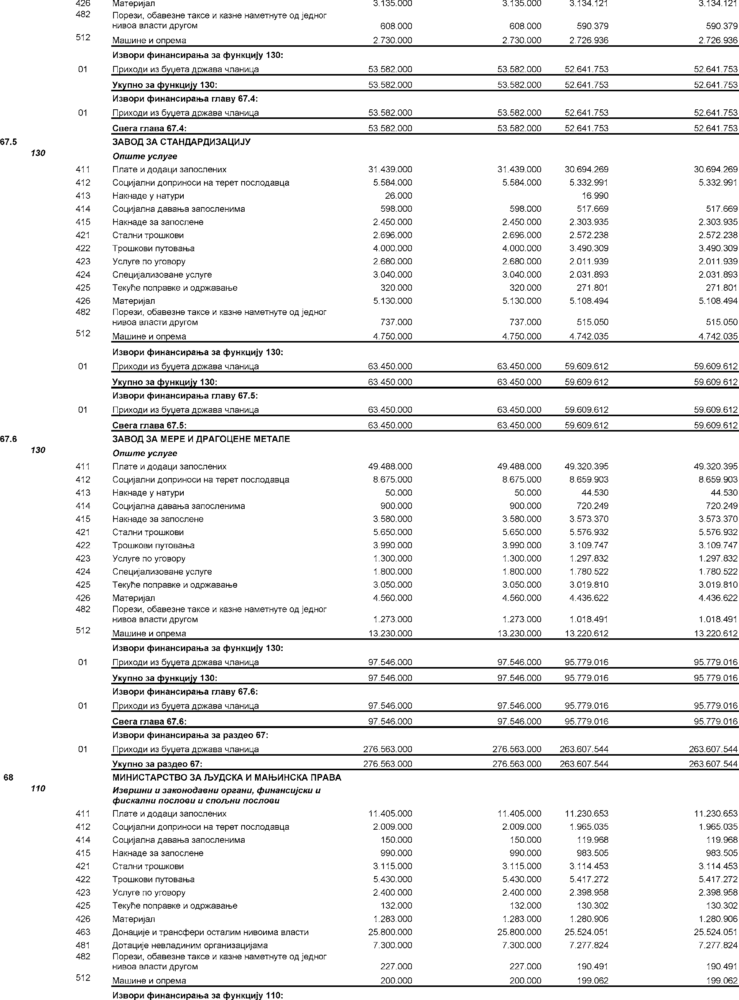 426 Материјал 3.135.000 3.135.000 3.134.121 3.134.121
482 Порези, обавезне таксе и казне наметнуте од једног
нивоа власти другом 608.000 608.000 590.379 590.379
512 Машине и опрема 2.730.000 2.730.000 2.726.936 2.726.936
Извори финансирања за функцију 130:
01 Приходи из буџета држава чланица 53.582.000 53.582.000 52.641.753 52.641.753
Укупно за функцију 130: 53.582.000 53.582.000 52.641.753 52.641.753
Извори финансирања главу 67.4:
01 Приходи из буџета држава чланица 53.582.000 53.582.000 52.641.753 52.641.753
Свега глава 67.4: 53.582.000 53.582.000 52.641.753 52.641.753
67.5 ЗАВОД ЗА СТАНДАРДИЗАЦИЈУ
130 Опште услуге
411 Плате и додаци запослених 31.439.000 31.439.000 30.694.269 30.694.269
412 Социјални доприноси на терет послодавца 5.584.000 5.584.000 5.332.991 5.332.991
413 Накнаде у натури 26.000 16.990
414 Социјална давања запосленима 598.000 598.000 517.669 517.669
415 Накнаде за запослене 2.450.000 2.450.000 2.303.935 2.303.935
421 Стални трошкови 2.696.000 2.696.000 2.572.238 2.572.238
422 Трошкови путовања 4.000.000 4.000.000 3.490.309 3.490.309
423 Услуге по уговору 2.680.000 2.680.000 2.011.939 2.011.939
424 Специјализоване услуге 3.040.000 3.040.000 2.031.893 2.031.893
425 Текуће поправке и одржавање 320.000 320.000 271.801 271.801
426 Материјал 5.130.000 5.130.000 5.108.494 5.108.494
482 Порези, обавезне таксе и казне наметнуте од једног
нивоа власти другом 737.000 737.000 515.050 515.050
512 Машине и опрема 4.750.000 4.750.000 4.742.035 4.742.035
Извори финансирања за функцију 130:
01 Приходи из буџета држава чланица 63.450.000 63.450.000 59.609.612 59.609.612
Укупно за функцију 130: 63.450.000 63.450.000 59.609.612 59.609.612
Извори финансирања главу 67.5:
01 Приходи из буџета држава чланица 63.450.000 63.450.000 59.609.612 59.609.612
Свега глава 67.5: 63.450.000 63.450.000 59.609.612 59.609.612
67.6 ЗАВОД ЗА МЕРЕ И ДРАГОЦЕНЕ МЕТАЛЕ
130 Опште услуге
411 Плате и додаци запослених 49.488.000 49.488.000 49.320.395 49.320.395
412 Социјални доприноси на терет послодавца 8.675.000 8.675.000 8.659.903 8.659.903
413 Накнаде у натури 50.000 50.000 44.530 44.530
414 Социјална давања запосленима 900.000 900.000 720.249 720.249
415 Накнаде за запослене 3.580.000 3.580.000 3.573.370 3.573.370
421 Стални трошкови 5.650.000 5.650.000 5.576.932 5.576.932
422 Трошкови путовања 3.990.000 3.990.000 3.109.747 3.109.747
423 Услуге по уговору 1.300.000 1.300.000 1.297.832 1.297.832
424 Специјализоване услуге 1.800.000 1.800.000 1.780.522 1.780.522
425 Текуће поправке и одржавање 3.050.000 3.050.000 3.019.810 3.019.810
426 Материјал 4.560.000 4.560.000 4.436.622 4.436.622
482 Порези, обавезне таксе и казне наметнуте од једног
нивоа власти другом 1.273.000 1.273.000 1.018.491 1.018.491
512 Машине и опрема 13.230.000 13.230.000 13.220.612 13.220.612
Извори финансирања за функцију 130:
01 Приходи из буџета држава чланица 97.546.000 97.546.000 95.779.016 95.779.016
Укупно за функцију 130: 97.546.000 97.546.000 95.779.016 95.779.016
Извори финансирања главу 67.6:
01 Приходи из буџета држава чланица 97.546.000 97.546.000 95.779.016 95.779.016
Свега глава 67.6: 97.546.000 97.546.000 95.779.016 95.779.016
Извори финансирања за раздео 67:
01 Приходи из буџета држава чланица 276.563.000 276.563.000 263.607.544 263.607.544
Укупно за раздео 67: 276.563.000 276.563.000 263.607.544 263.607.544
68 МИНИСТАРСТВО ЗА ЉУДСКА И МАЊИНСКА ПРАВА
110 Извршни и законодавни органи, финансијски и
фискални послови и спољни послови
411 Плате и додаци запослених 11.405.000 11.405.000 11.230.653 11.230.653
412 Социјални доприноси на терет послодавца 2.009.000 2.009.000 1.965.035 1.965.035
414 Социјална давања запосленима 150.000 150.000 119.968 119.968
415 Накнаде за запослене 990.000 990.000 983.505 983.505
421 Стални трошкови 3.115.000 3.115.000 3.114.453 3.114.453
422 Трошкови путовања 5.430.000 5.430.000 5.417.272 5.417.272
423 Услуге по уговору 2.400.000 2.400.000 2.398.958 2.398.958
425 Текуће поправке и одржавање 132.000 132.000 130.302 130.302
426 Материјал 1.283.000 1.283.000 1.280.906 1.280.906
463 Донације и трансфери осталим нивоима власти 25.800.000 25.800.000 25.524.051 25.524.051
481 Дотације невладиним организацијама 7.300.000 7.300.000 7.277.824 7.277.824
482 Порези, обавезне таксе и казне наметнуте од једног
нивоа власти другом 227.000 227.000 190.491 190.491
512 Машине и опрема 200.000 200.000 199.062 199.062
Извори финансирања за функцију 110: